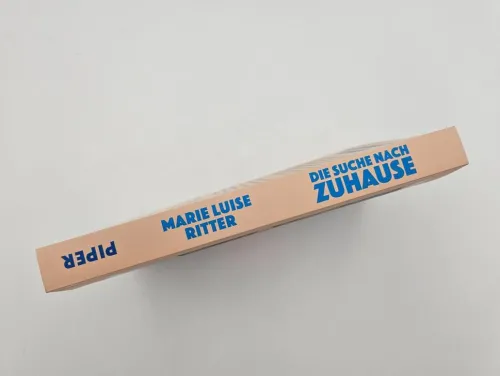 PIPER
MARIE LUISE
RITTER
DIE SUCHE NACH
ZUHAUSE